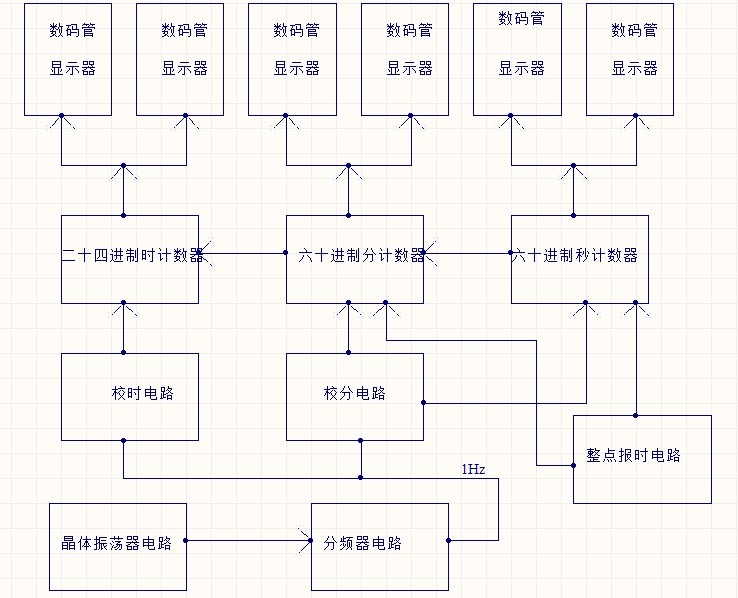 数码管
显示器
数码管
显示器
数码管
显示器
数码管
显示器
数码管
显示器
数码管
显示器
二十四进制时计数器
六十进制分计数器
六十进制秒计数器
校时电路
校分电路
整点报时电路
1Hz
晶体振荡器电路
分频器电路